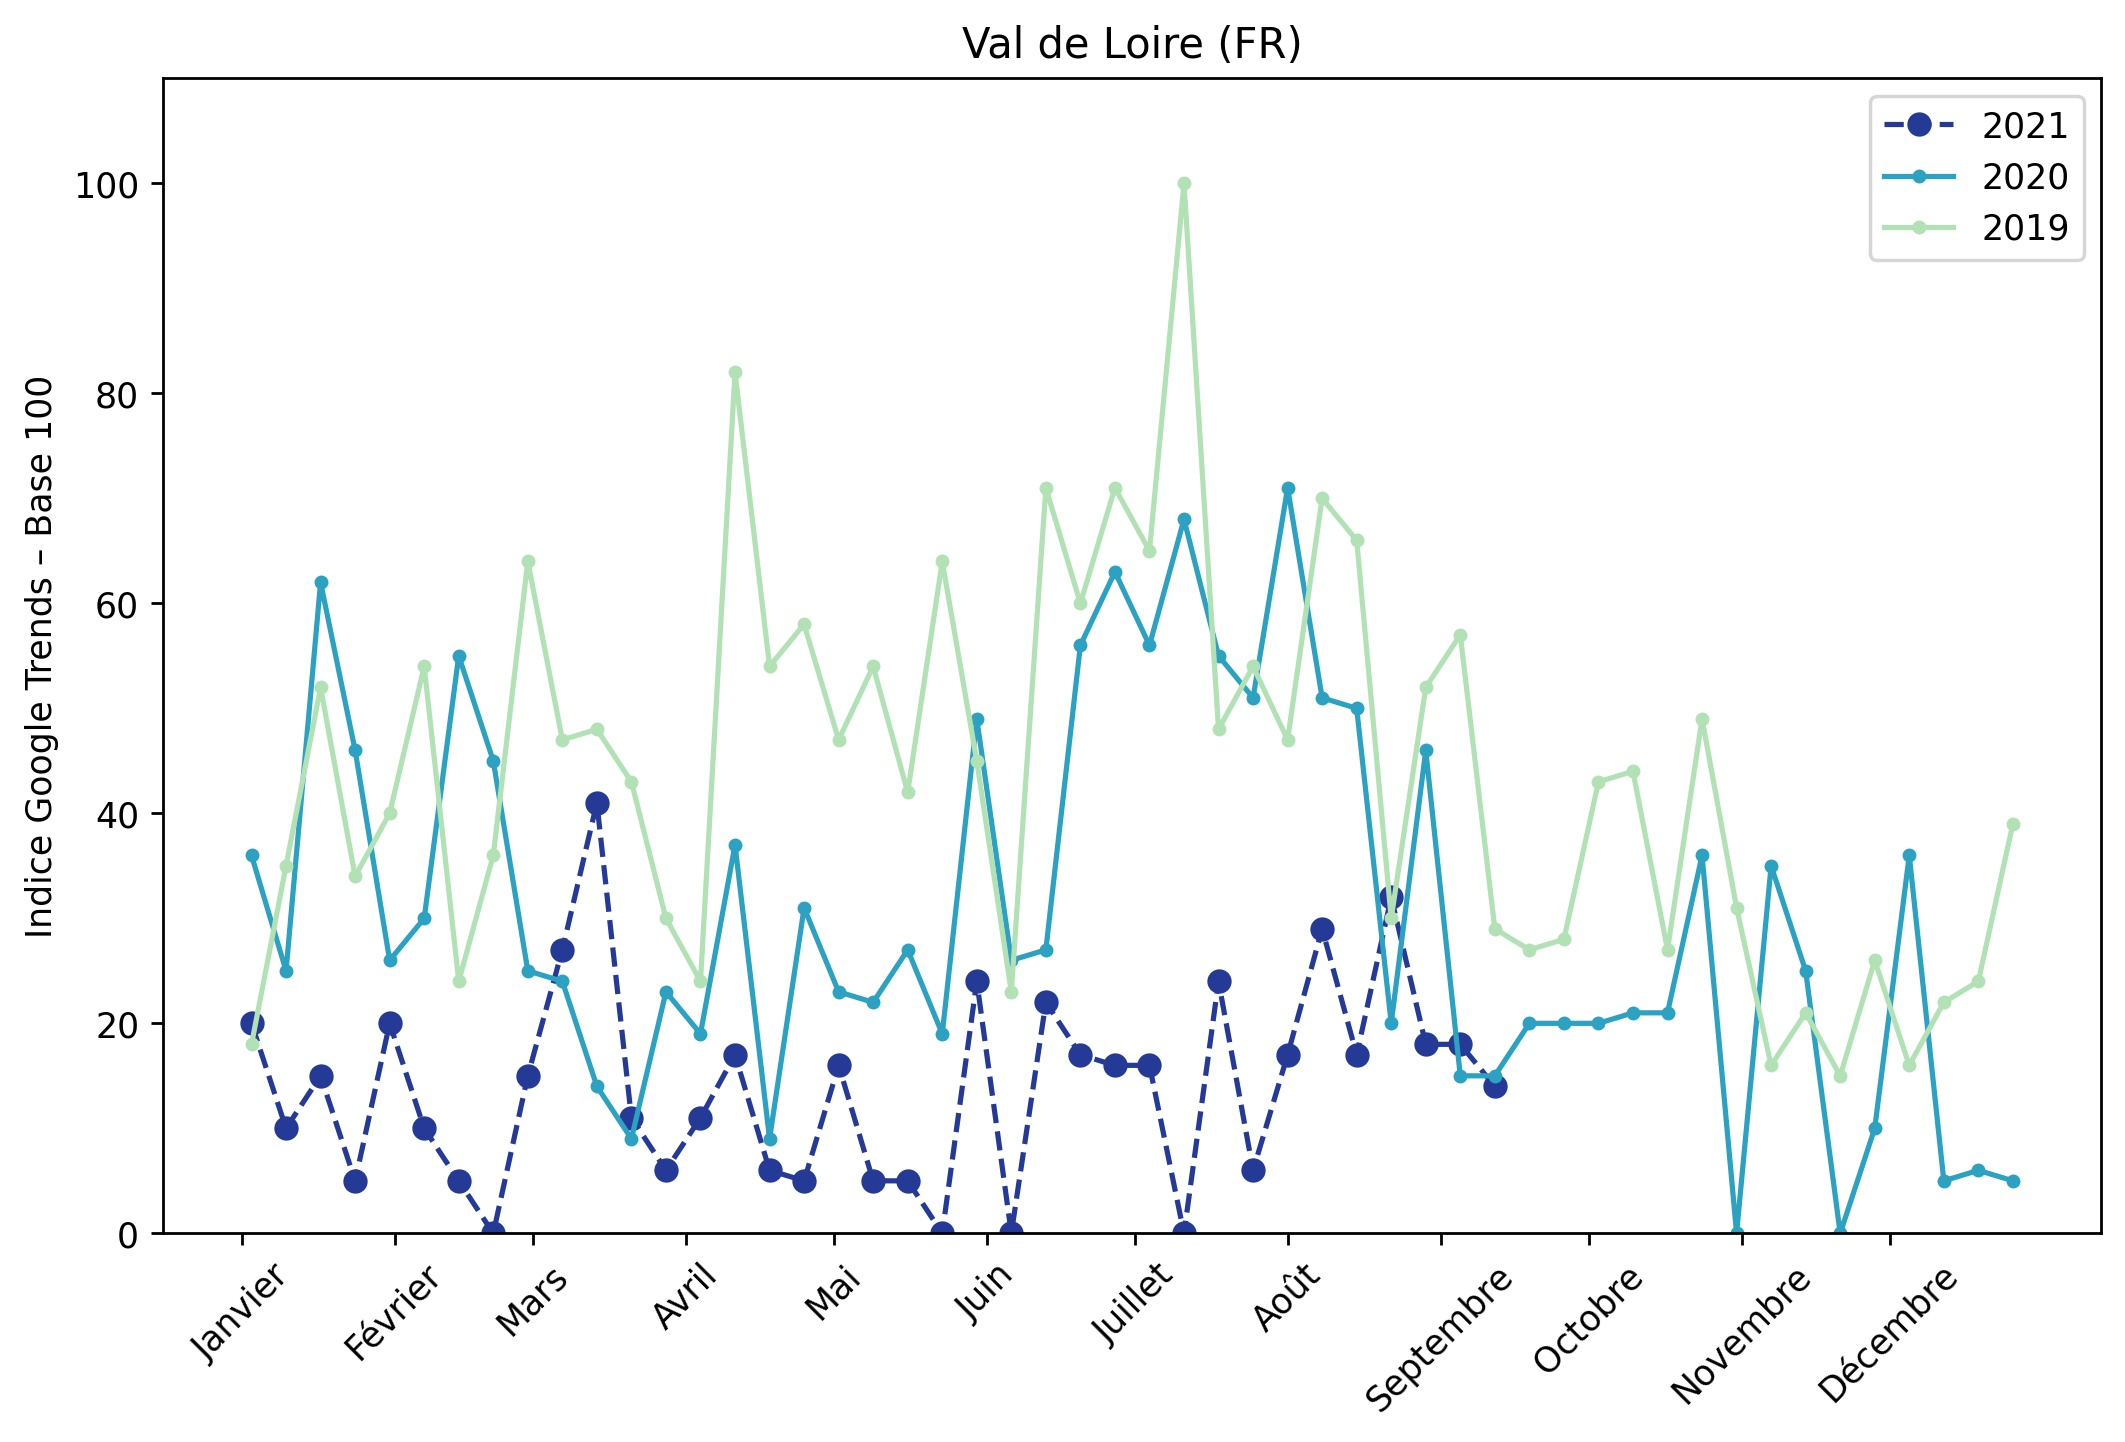 Val de Loire (FR)
2021
2020
2019
Indice Google Trends – Base 100
100
80
60
40
20
0
Janvier
Février
Mars
Avril
Mai
Juin
Juillet
Août
Septembre
Octobre
Novembre
Décembre